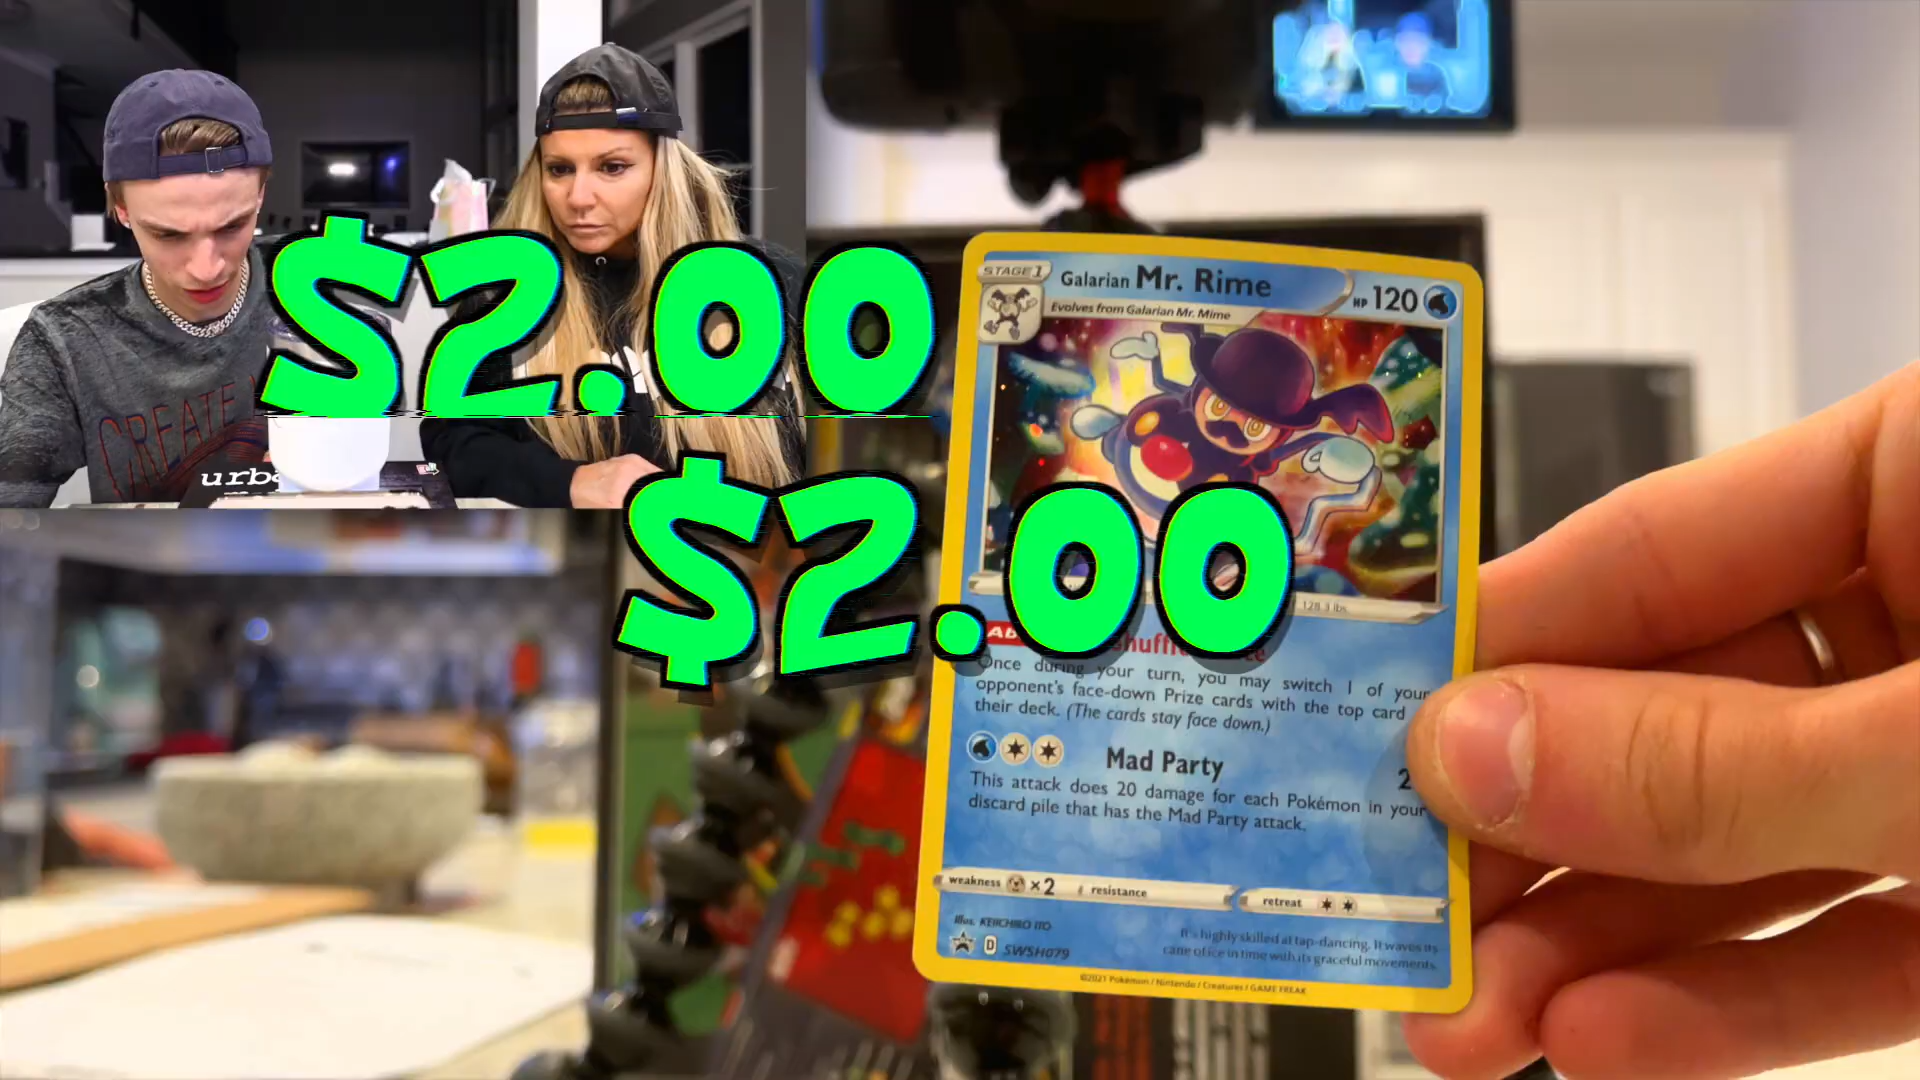 $2.00
$2.00
STAGE 1
Galarian Mr. Rime
HP 120
Evolves from Galarian Mr. Mime
128.3 lbs.
Once during your turn, you may switch 1 of your
opponent's face-down Prize cards with the top card
their deck. (The cards stay face down.)
Mad Party
This attack does 20 damage for each Pokémon in your
discard pile that has the Mad Party attack.
weakness ×2 resistance
retreat
Illus. KEIICHIRO ITO
D SWSH079
It's highly skilled at tap-dancing. It waves its
cane of ice in time with its graceful movements.
©2021 Pokémon / Nintendo / Creatures / GAME FREAK
CREATE